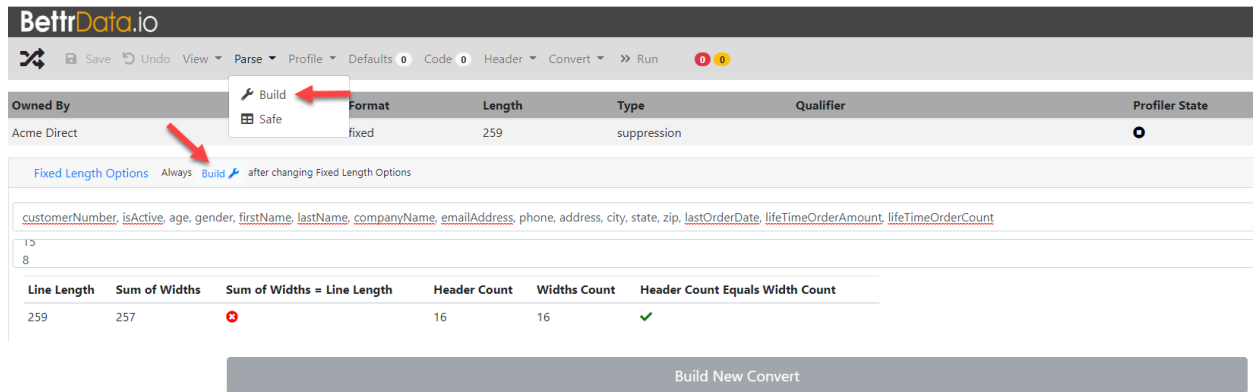 BettrData.io
Save Undo View Parse Profile Defaults 0 Code 0 Header Convert Run 0 0
Build
Safe
Owned By Format Length Type Qualifier Profiler State
Acme Direct fixed 259 suppression
Fixed Length Options Always Build after changing Fixed Length Options
customerNumber, isActive, age, gender, firstName, lastName, companyName, emailAddress, phone, address, city, state, zip, lastOrderDate, lifeTimeOrderAmount, lifeTimeOrderCount
15
8
Line Length Sum of Widths Sum of Widths = Line Length Header Count Widths Count Header Count Equals Width Count
259 257 16 16
Build New Convert